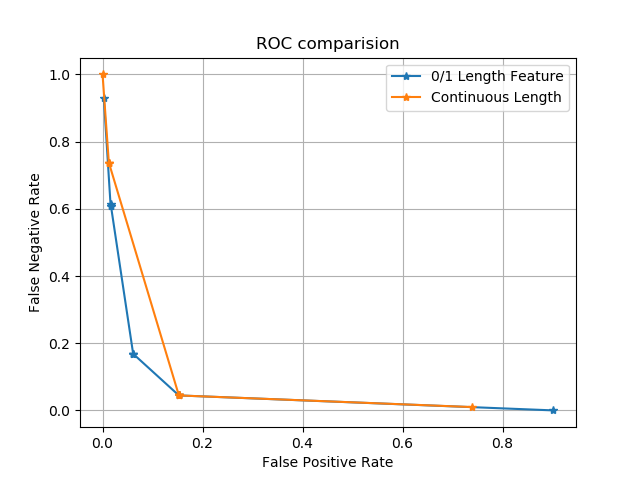 ROC comparision
0/1 Length Feature
Continuous Length
False Negative Rate
1.0
0.8
0.6
0.4
0.2
0.0
0.0 0.2 0.4 0.6 0.8
False Positive Rate